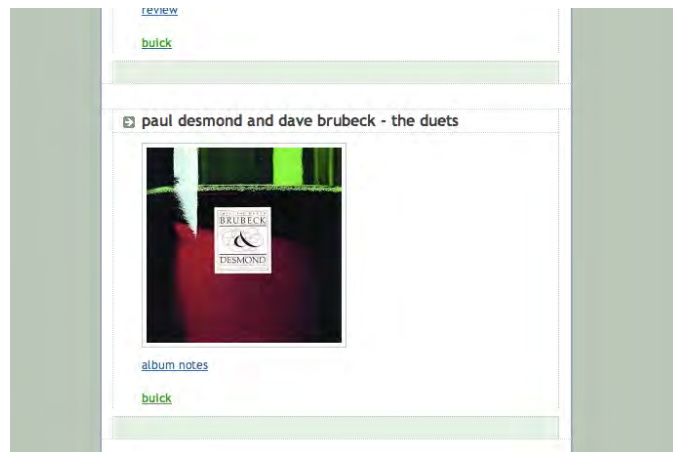 review
buick
paul desmond and dave brubeck - the duets
BRUBECK
&
DESMOND
album notes
buick